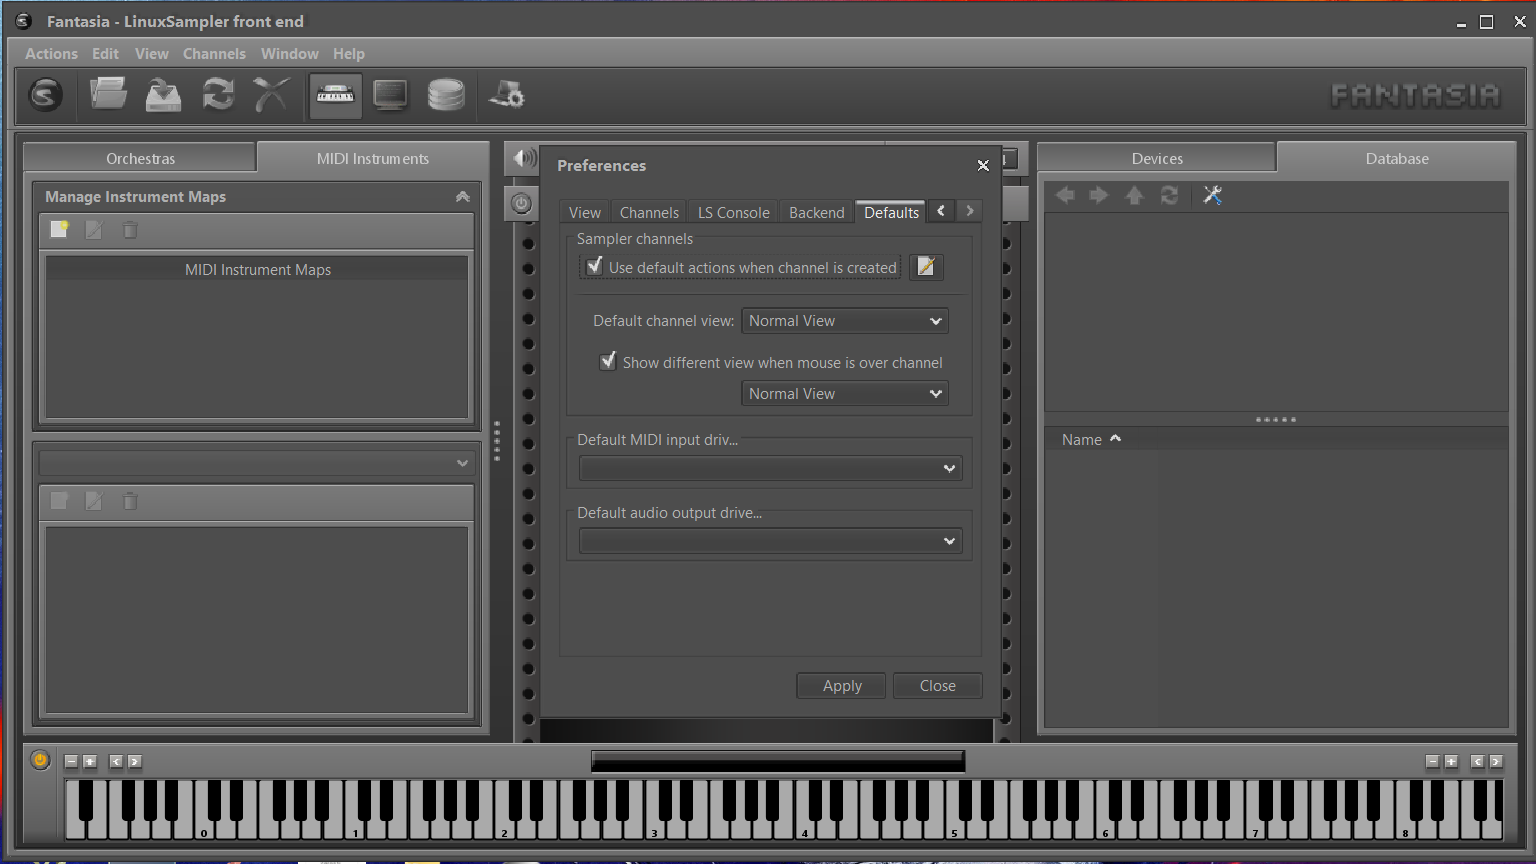 Fantasia - LinuxSampler front end
Actions Edit View Channels Window Help
FANTASIA
Orchestras MIDI Instruments
Manage Instrument Maps
MIDI Instrument Maps
Preferences
View Channels LS Console Backend Defaults
Sampler channels
Use default actions when channel is created
Default channel view: Normal View
Show different view when mouse is over channel
Normal View
Default MIDI input driv...
Default audio output drive...
Apply Close
Devices Database
Name
0 1 2 3 4 5 6 7 8